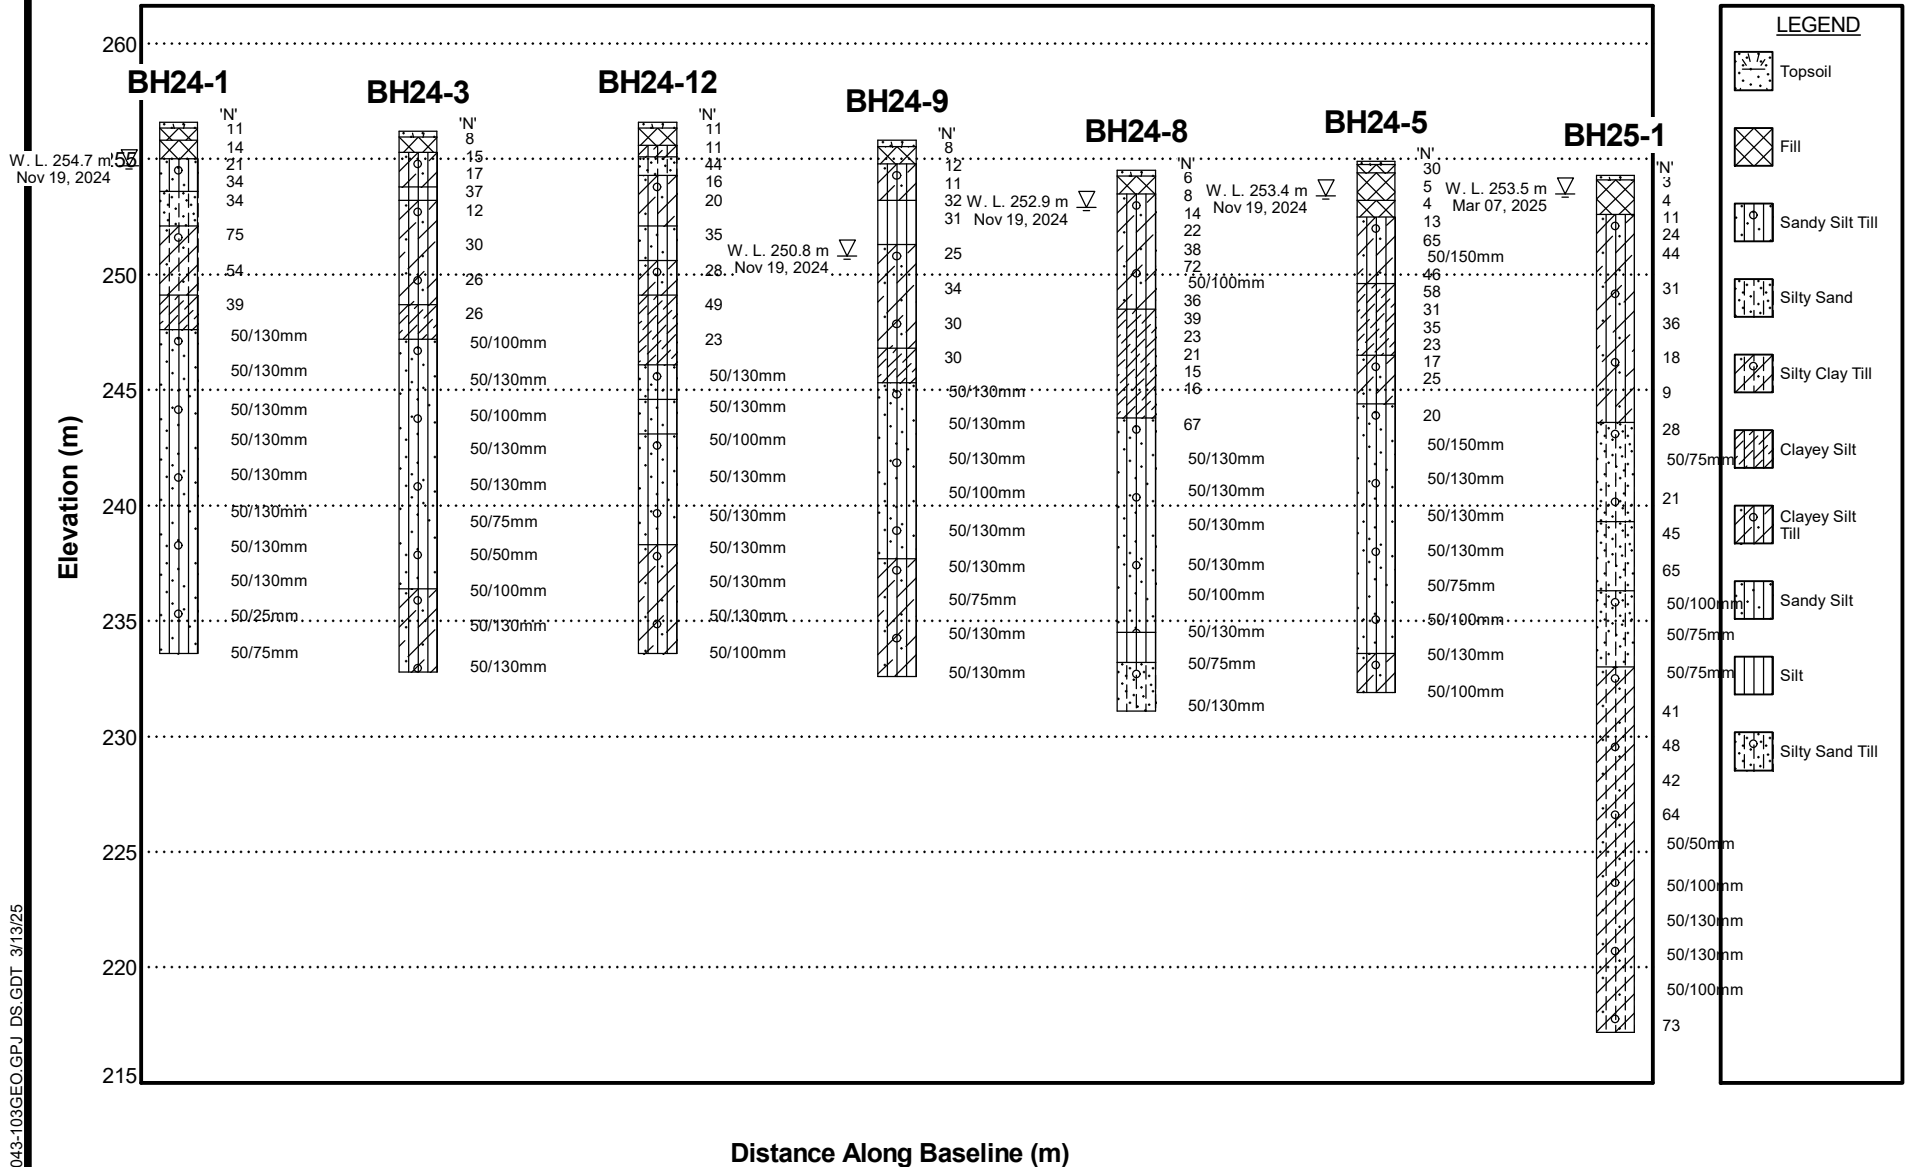 260
255
250
245
240
235
230
225
220
215
Elevation (m)
Distance Along Baseline (m)
043-103GEO.GPJ DS.GDT 3/13/25
BH24-1
'N'
11
14
21
34
34
75
54
39
50/130mm
50/130mm
50/130mm
50/130mm
50/130mm
50/130mm
50/130mm
50/130mm
50/25mm
50/75mm
W. L. 254.7 m
Nov 19, 2024
BH24-3
'N'
8
15
17
37
12
30
26
26
50/100mm
50/130mm
50/100mm
50/130mm
50/130mm
50/75mm
50/50mm
50/100mm
50/130mm
50/130mm
BH24-12
'N'
11
11
44
16
20
35
28
49
23
50/130mm
50/130mm
50/100mm
50/130mm
50/130mm
50/130mm
50/130mm
50/130mm
50/100mm
W. L. 250.8 m
Nov 19, 2024
BH24-9
'N'
8
12
11
32
31
25
34
30
30
50/130mm
50/130mm
50/130mm
50/100mm
50/130mm
50/130mm
50/75mm
50/130mm
50/130mm
W. L. 252.9 m
Nov 19, 2024
BH24-8
'N'
6
8
14
22
38
72
50/100mm
36
39
23
21
15
16
67
50/130mm
50/130mm
50/130mm
50/130mm
50/100mm
50/130mm
50/75mm
50/130mm
W. L. 253.4 m
Nov 19, 2024
BH24-5
'N'
30
5
4
13
65
50/150mm
46
58
31
35
23
17
25
20
50/150mm
50/130mm
50/130mm
50/130mm
50/75mm
50/100mm
50/130mm
50/100mm
W. L. 253.5 m
Mar 07, 2025
BH25-1
'N'
3
4
11
24
44
31
36
18
9
28
50/75mm
21
45
65
50/100mm
50/75mm
50/75mm
41
48
42
64
50/50mm
50/100mm
50/130mm
50/130mm
50/100mm
73
LEGEND
Topsoil
Fill
Sandy Silt Till
Silty Sand
Silty Clay Till
Clayey Silt
Clayey Silt
Till
Sandy Silt
Silt
Silty Sand Till